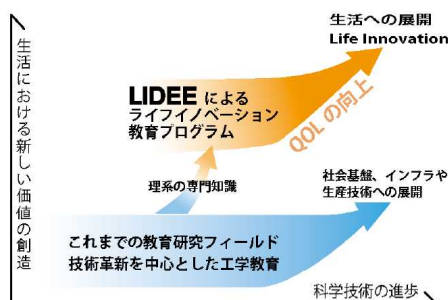 生活への展開
Life Innovation
生活における新しい価値の創造
LIDEE による
ライフイノベーション
教育プログラム
QOL の向上
理系の専門知識
社会基盤、インフラや
生産技術への展開
これまでの教育研究フィールド
技術革新を中心とした工学教育
科学技術の進歩